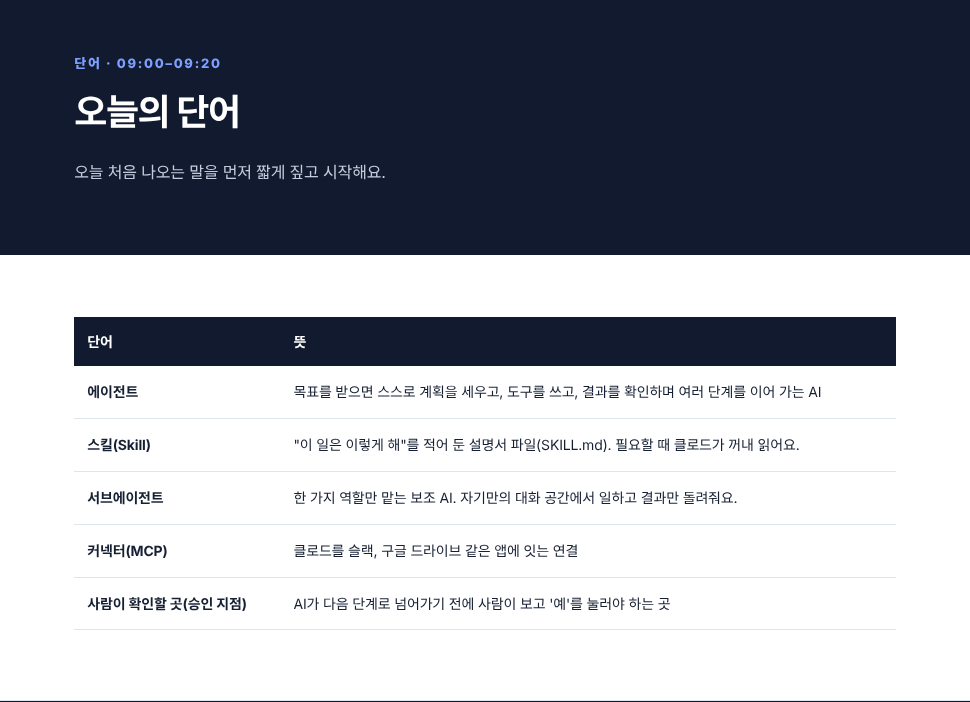 단어 · 09:00–09:20
오늘의 단어
오늘 처음 나오는 말을 먼저 짧게 짚고 시작해요.
단어 뜻
에이전트 목표를 받으면 스스로 계획을 세우고, 도구를 쓰고, 결과를 확인하며 여러 단계를 이어 가는 AI
스킬(Skill) "이 일은 이렇게 해"를 적어 둔 설명서 파일(SKILL.md). 필요할 때 클로드가 꺼내 읽어요.
서브에이전트 한 가지 역할만 맡는 보조 AI. 자기만의 대화 공간에서 일하고 결과만 돌려줘요.
커넥터(MCP) 클로드를 슬랙, 구글 드라이브 같은 앱에 잇는 연결
사람이 확인할 곳(승인 지점) AI가 다음 단계로 넘어가기 전에 사람이 보고 '예'를 눌러야 하는 곳